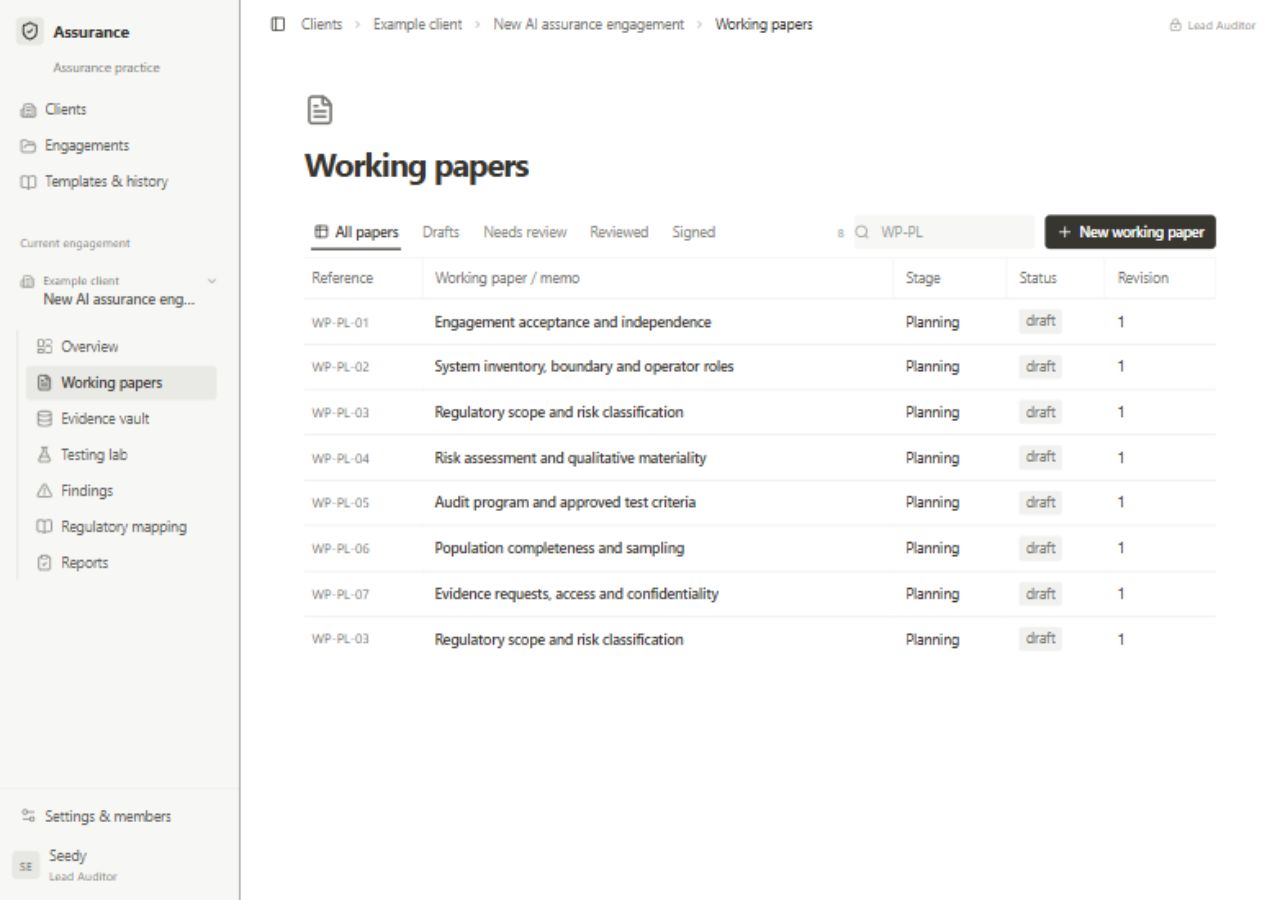 Assurance
Assurance practice
Clients
Engagements
Templates & history
Current engagement
Example client
New AI assurance eng...
Overview
Working papers
Evidence vault
Testing lab
Findings
Regulatory mapping
Reports
Settings & members
SE
Seedy
Lead Auditor
Clients > Example client > New AI assurance engagement > Working papers
Lead Auditor
Working papers
All papers Drafts Needs review Reviewed Signed 8 WP-PL + New working paper
Reference Working paper / memo Stage Status Revision
WP-PL-01 Engagement acceptance and independence Planning draft 1
WP-PL-02 System inventory, boundary and operator roles Planning draft 1
WP-PL-03 Regulatory scope and risk classification Planning draft 1
WP-PL-04 Risk assessment and qualitative materiality Planning draft 1
WP-PL-05 Audit program and approved test criteria Planning draft 1
WP-PL-06 Population completeness and sampling Planning draft 1
WP-PL-07 Evidence requests, access and confidentiality Planning draft 1
WP-PL-03 Regulatory scope and risk classification Planning draft 1